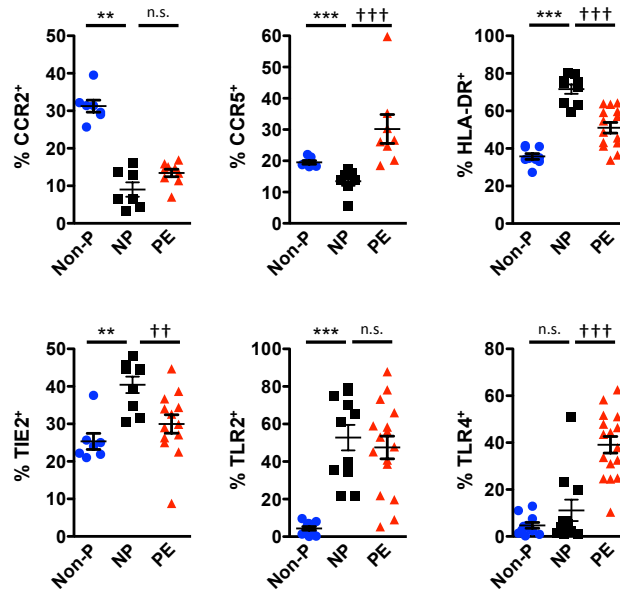 ** n.s.
% CCR2+
50
40
30
20
10
0
Non-P NP PE
*** †††
% CCR5+
60
50
40
30
20
10
0
Non-P NP PE
*** †††
% HLA-DR+
100
80
60
40
20
0
Non-P NP PE
** ††
% TIE2+
50
40
30
20
10
0
Non-P NP PE
*** n.s.
% TLR2+
100
80
60
40
20
0
Non-P NP PE
n.s. †††
% TLR4+
80
60
40
20
0
Non-P NP PE